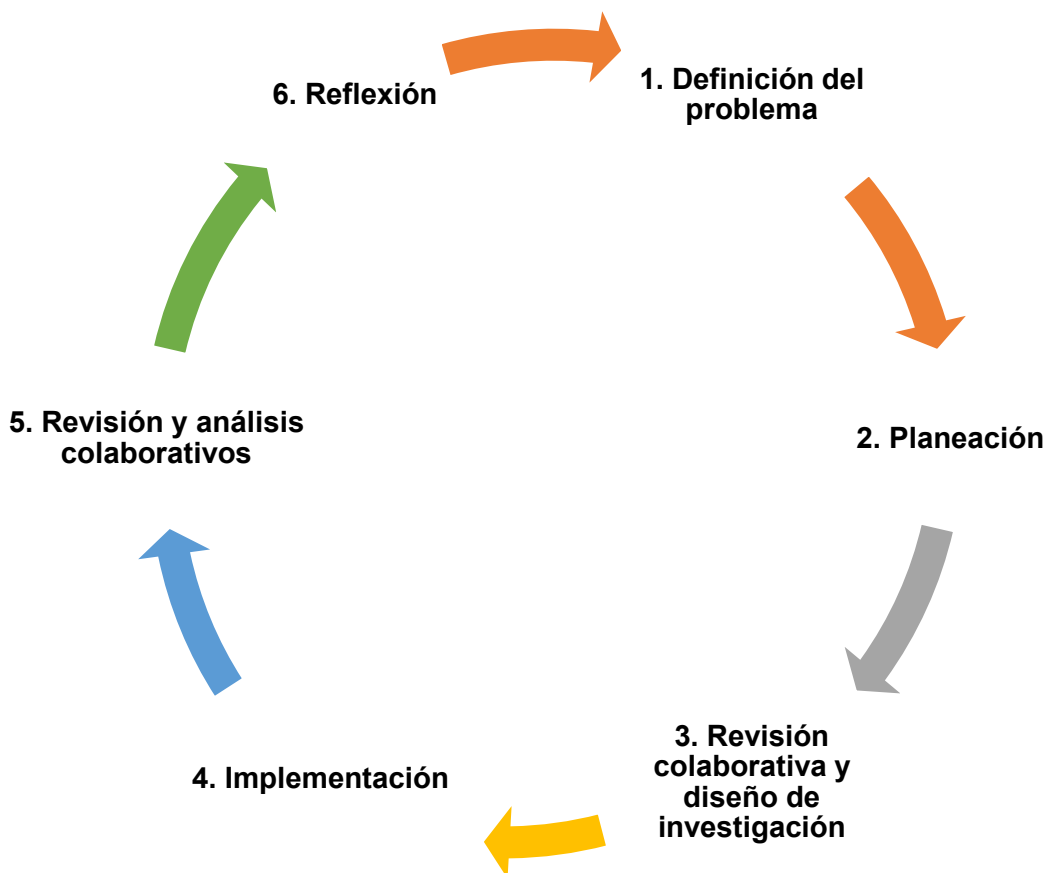 1. Definición del
problema
2. Planeación
3. Revisión
colaborativa y
diseño de
investigación
4. Implementación
5. Revisión y análisis
colaborativos
6. Reflexión